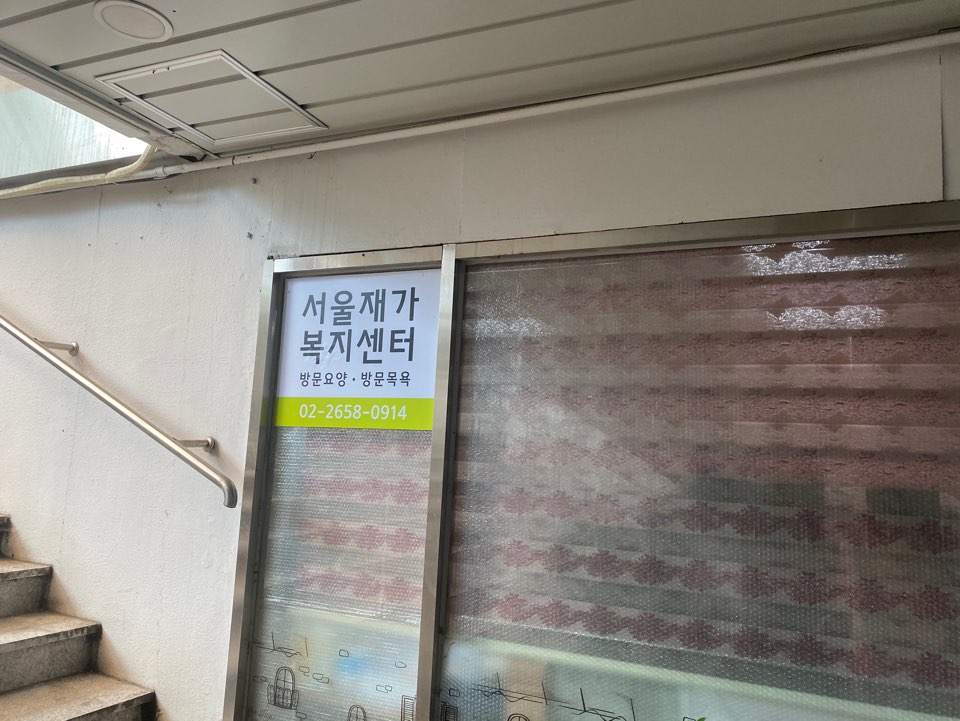 서울재가
복지센터
방문요양 · 방문목욕
02-2658-0914